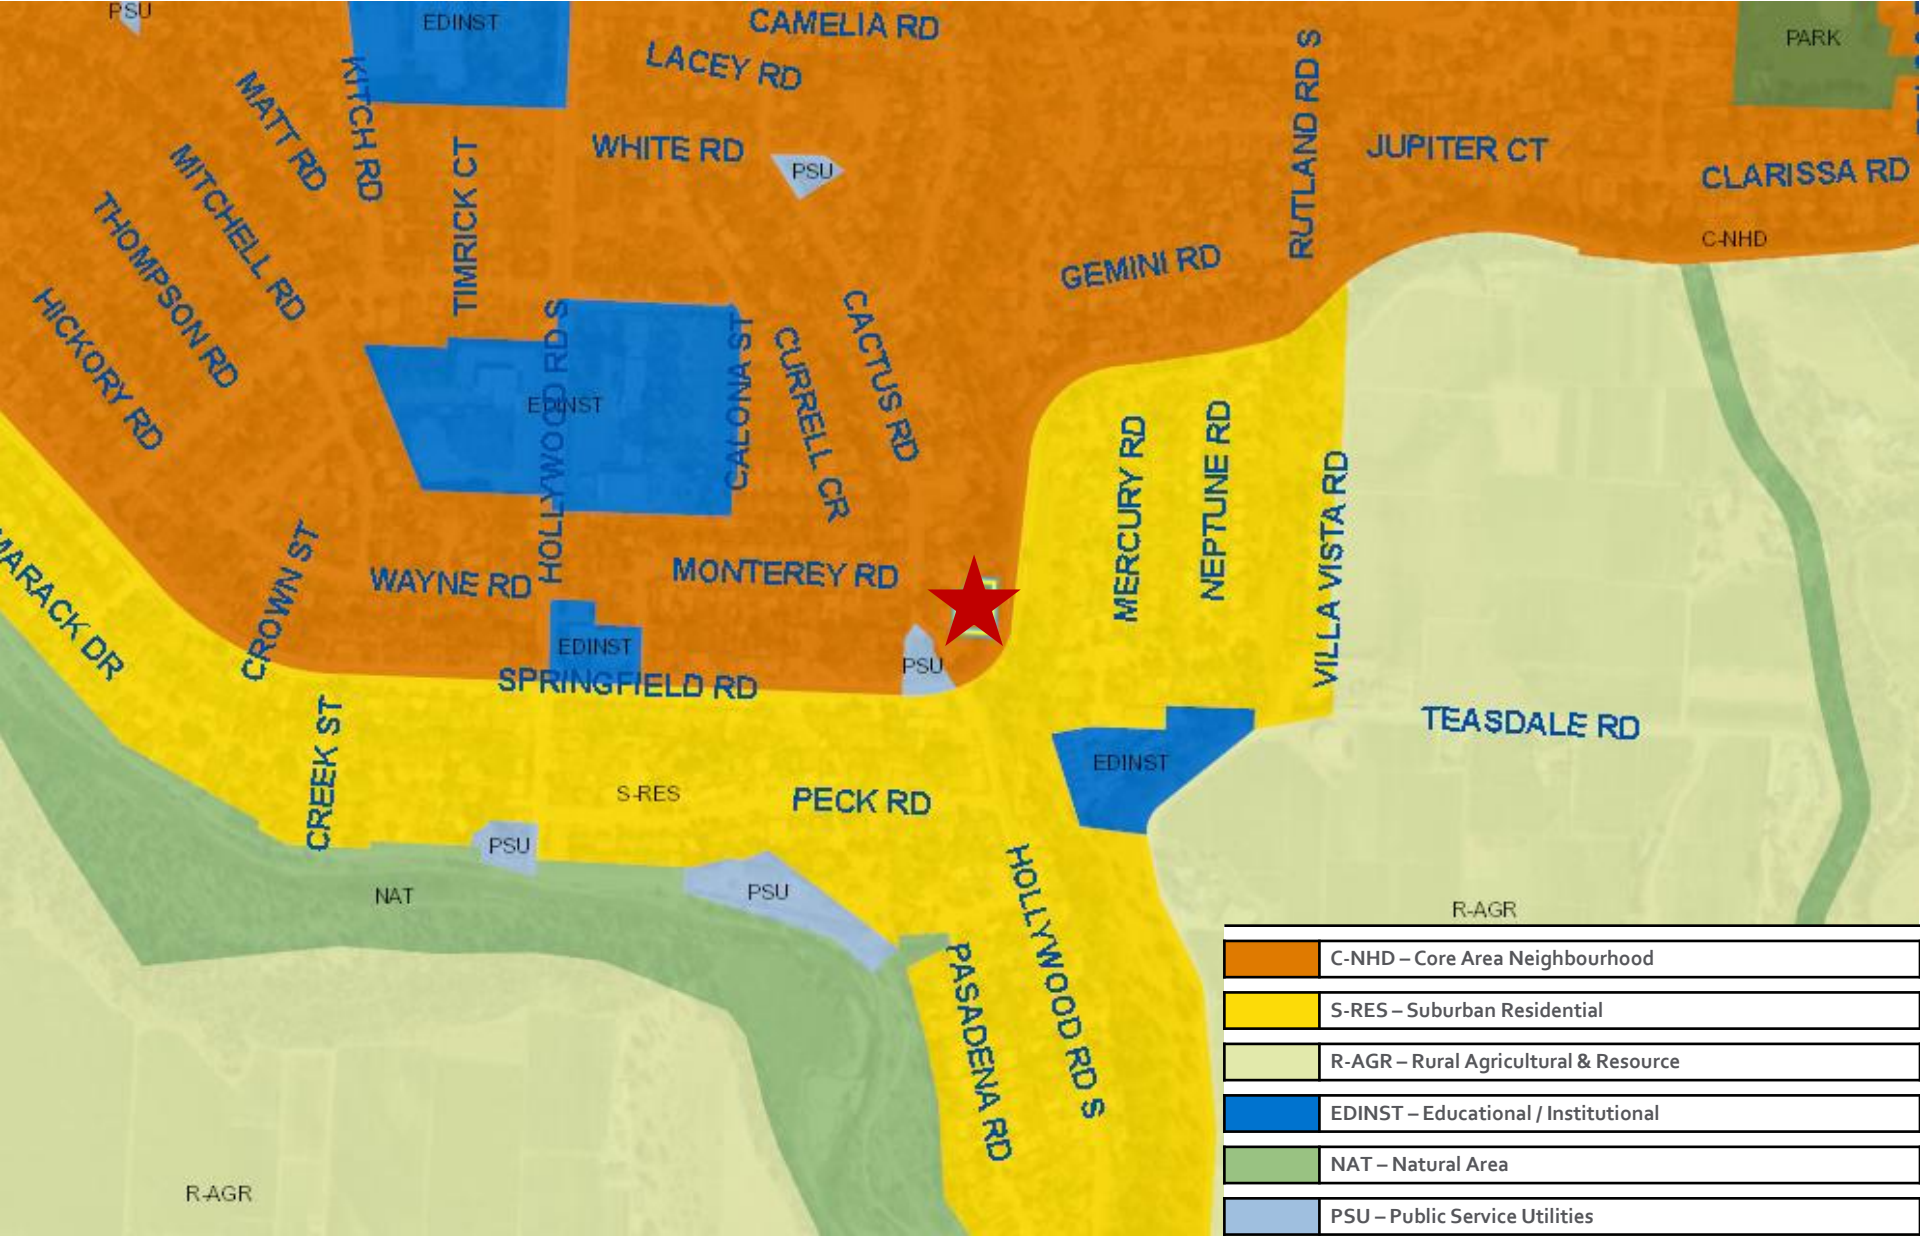 PSU
EDINST
CAMELIA RD
LACEY RD
RUTLAND RD S
PARK
MATT RD
KITCH RD
WHITE RD
PSU
JUPITER CT
CLARISSA RD
MITCHELL RD
TIMRICK CT
THOMPSON RD
C-NHD
GEMINI RD
HICKORY RD
HOLLYWOOD RD S
EDINST
CALONA ST
CURRELL CR
CACTUS RD
MERCURY RD
NEPTUNE RD
VILLA VISTA RD
CROWN ST
WAYNE RD
MONTEREY RD
MARACK DR
EDINST
PSU
SPRINGFIELD RD
TEASDALE RD
CREEK ST
EDINST
S-RES
PECK RD
PSU
NAT
PSU
HOLLYWOOD RD S
R-AGR
PASADENA RD
R-AGR
C-NHD – Core Area Neighbourhood
S-RES – Suburban Residential
R-AGR – Rural Agricultural & Resource
EDINST – Educational / Institutional
NAT – Natural Area
PSU – Public Service Utilities